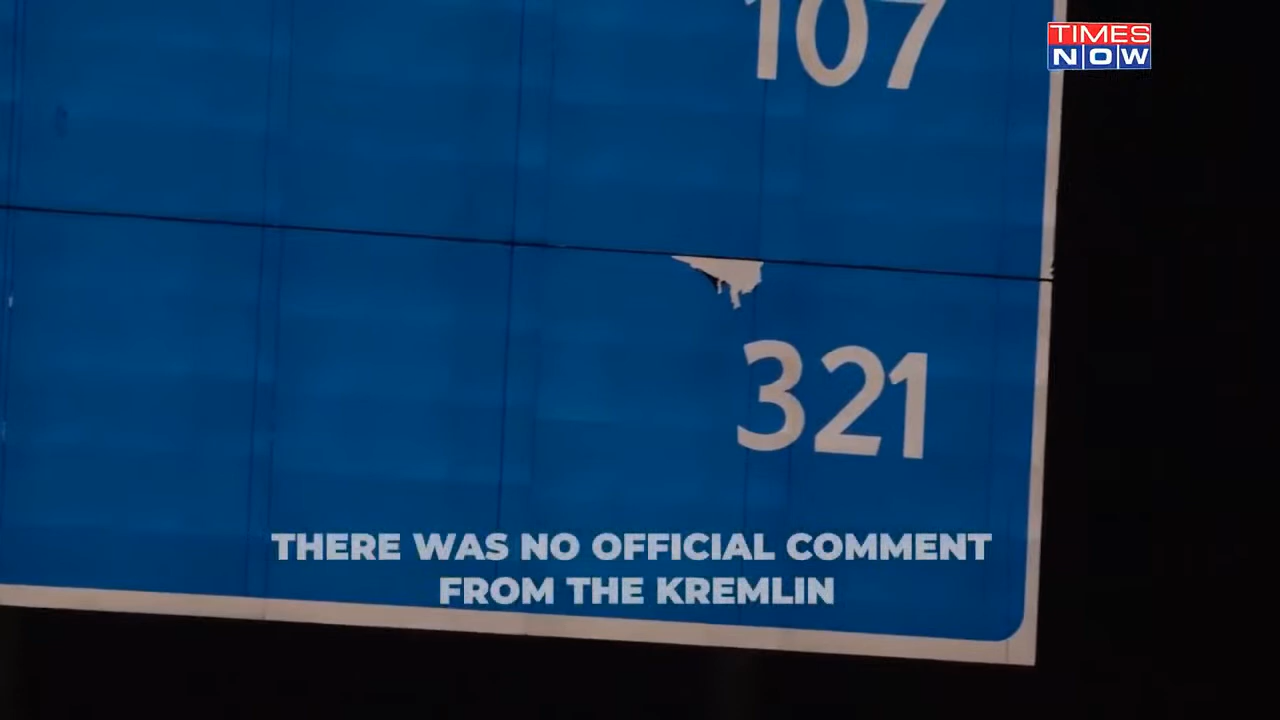 107
TIMES
NOW
321
THERE WAS NO OFFICIAL COMMENT
FROM THE KREMLIN